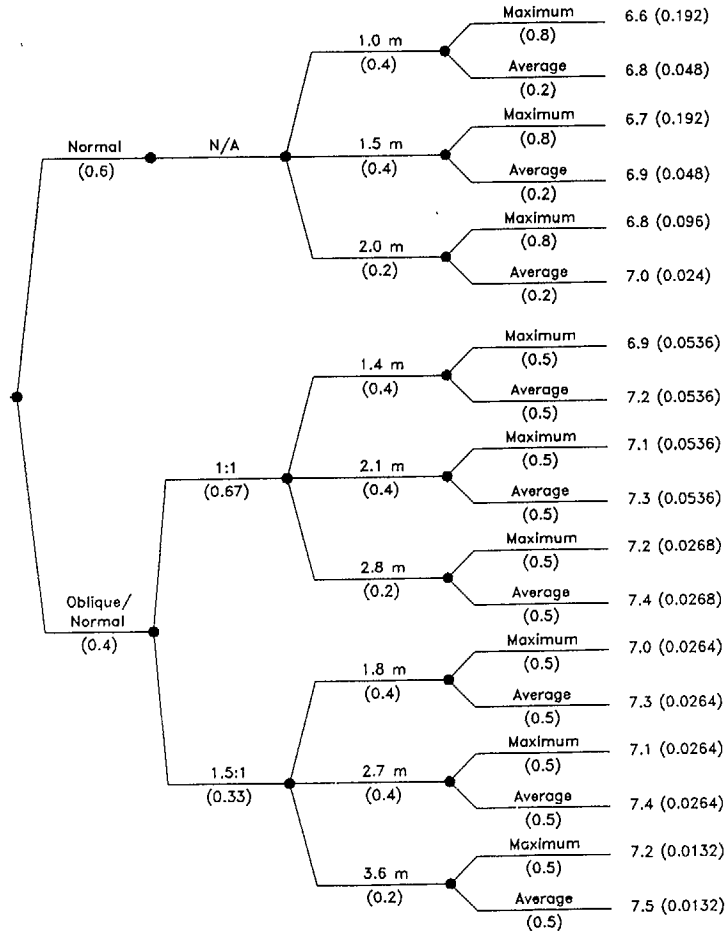 Maximum 6.6 (0.192)
1.0 m (0.8)
(0.4) Average 6.8 (0.048)
(0.2)
Maximum 6.7 (0.192)
Normal N/A 1.5 m (0.8)
(0.6) (0.4) Average 6.9 (0.048)
(0.2)
Maximum 6.8 (0.096)
2.0 m (0.8)
(0.2) Average 7.0 (0.024)
(0.2)
Maximum 6.9 (0.0536)
1.4 m (0.5)
(0.4) Average 7.2 (0.0536)
(0.5)
Maximum 7.1 (0.0536)
1:1 2.1 m (0.5)
(0.67) (0.4) Average 7.3 (0.0536)
(0.5)
Maximum 7.2 (0.0268)
2.8 m (0.5)
(0.2) Average 7.4 (0.0268)
Oblique/ (0.5)
Normal Maximum 7.0 (0.0264)
(0.4) 1.8 m (0.5)
(0.4) Average 7.3 (0.0264)
(0.5)
Maximum 7.1 (0.0264)
1.5:1 2.7 m (0.5)
(0.33) (0.4) Average 7.4 (0.0264)
(0.5)
Maximum 7.2 (0.0132)
3.6 m (0.5)
(0.2) Average 7.5 (0.0132)
(0.5)